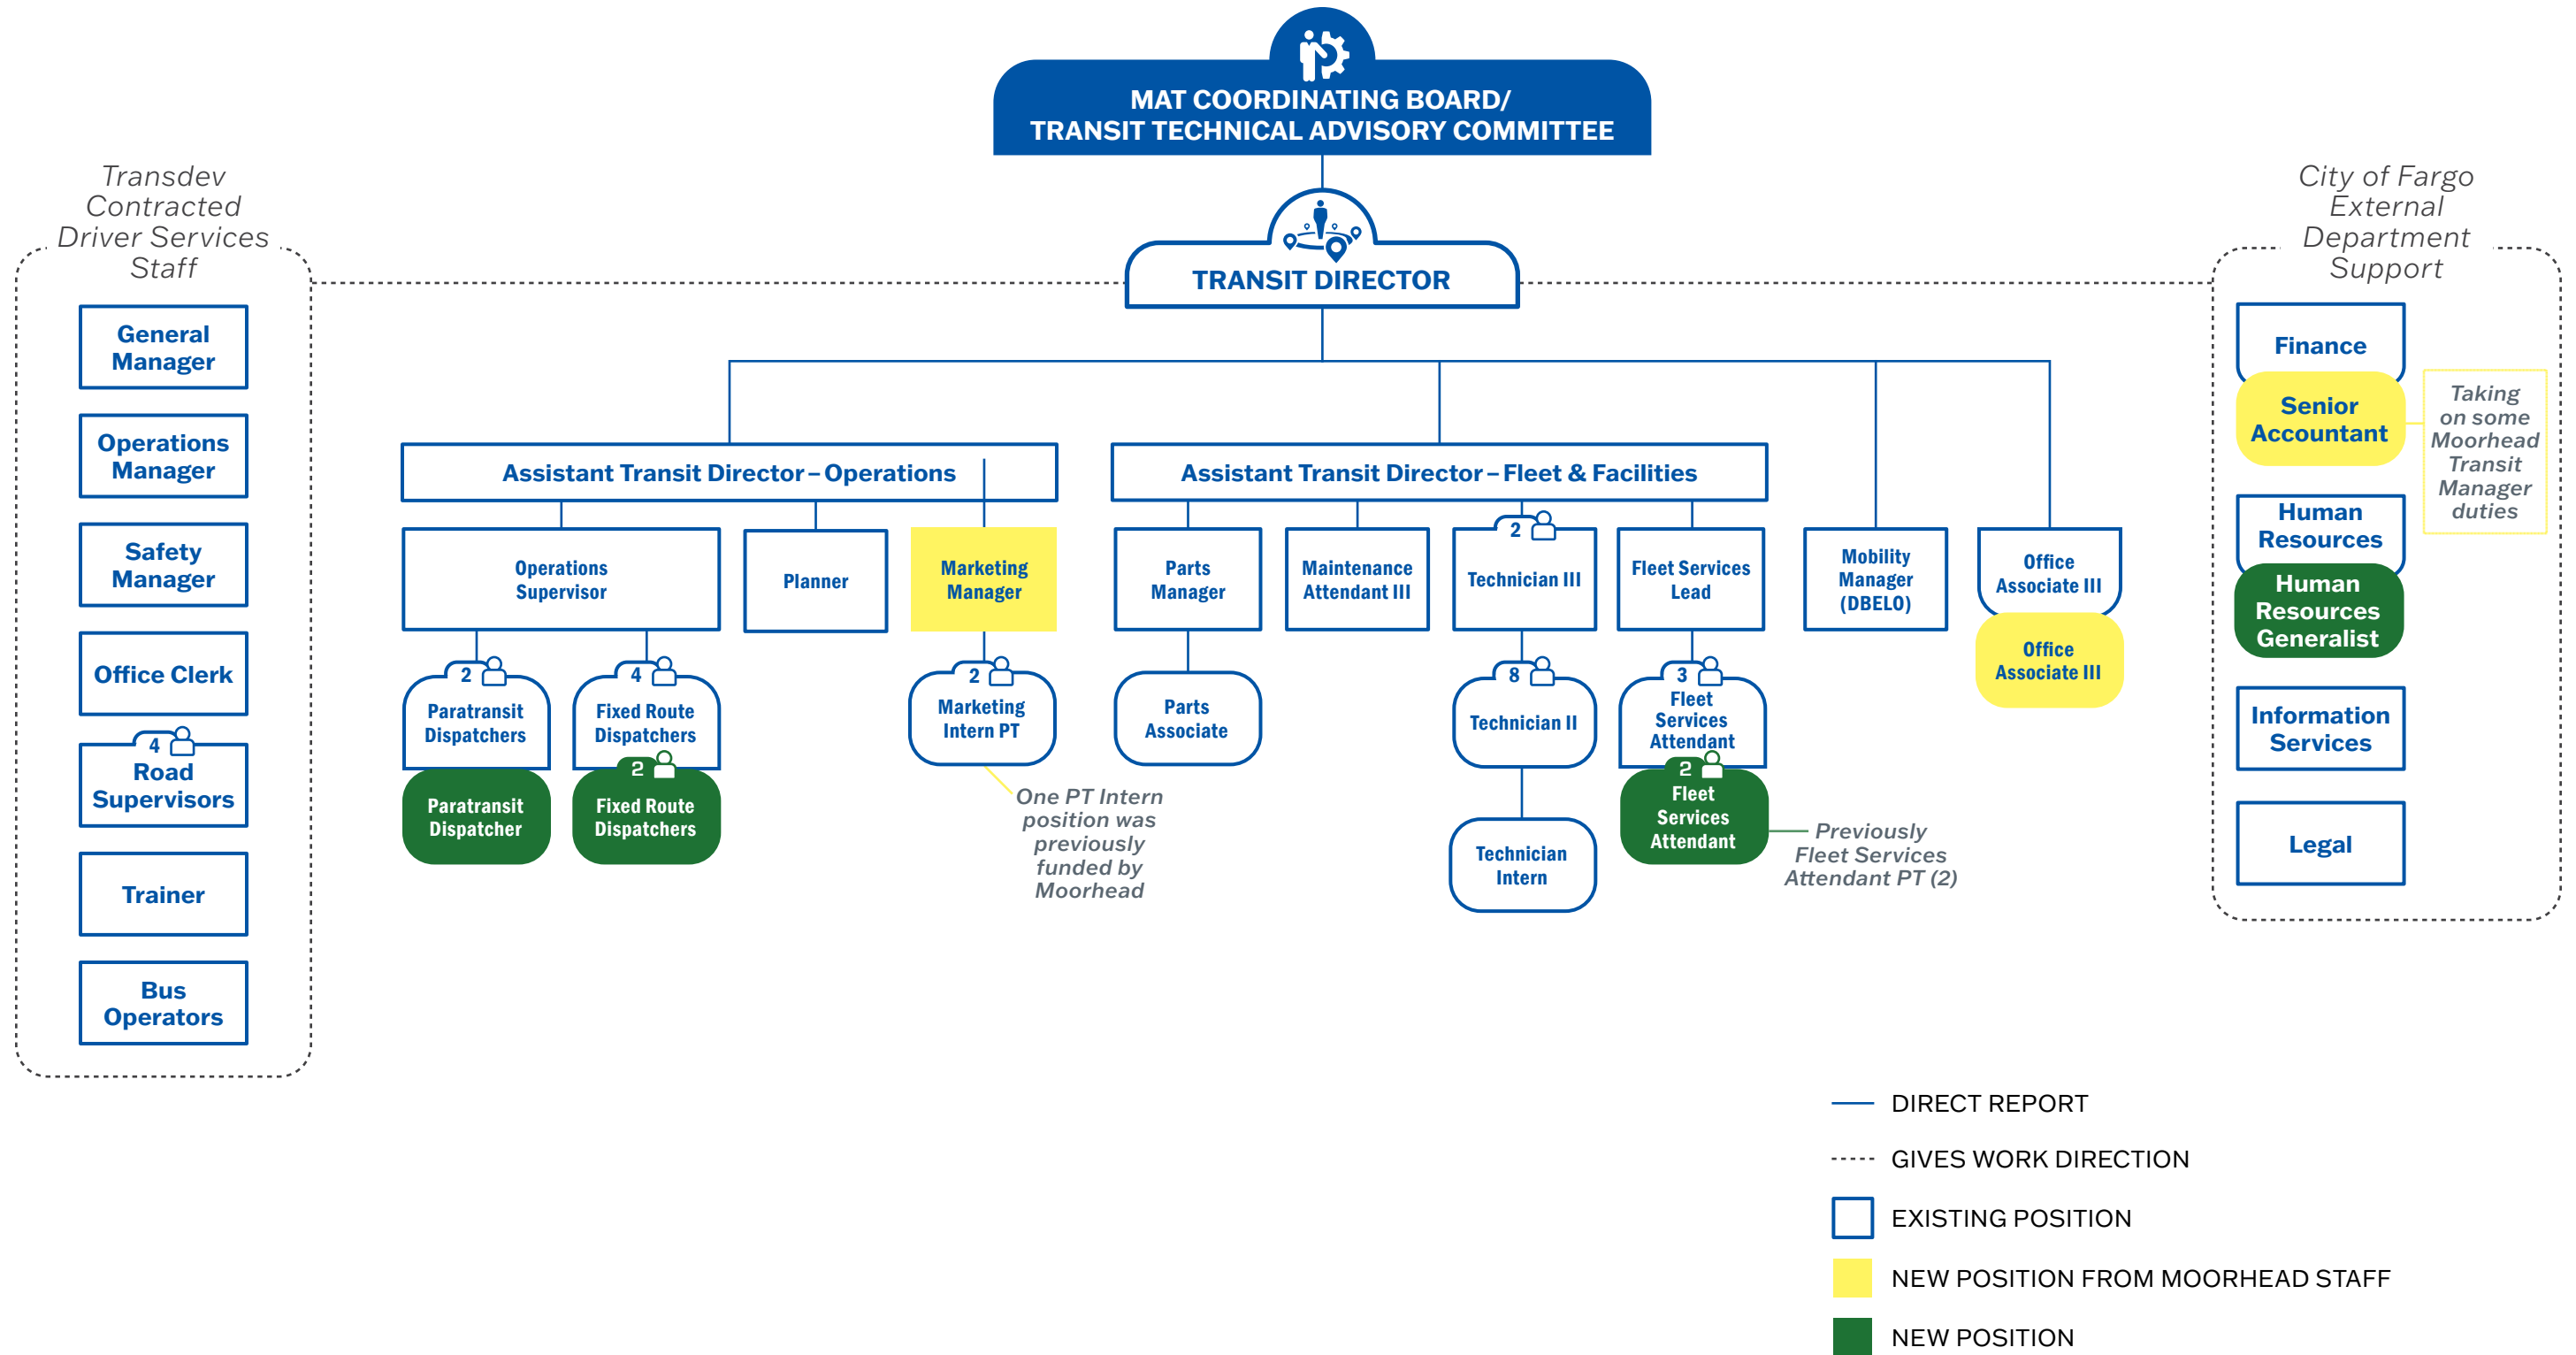 MAT COORDINATING BOARD/
TRANSIT TECHNICAL ADVISORY COMMITTEE
TRANSIT DIRECTOR
Transdev
Contracted
Driver Services
Staff
General
Manager
Operations
Manager
Safety
Manager
Office Clerk
4
Road
Supervisors
Trainer
Bus
Operators
Assistant Transit Director – Operations
Operations
Supervisor
2
Paratransit
Dispatchers
Paratransit
Dispatcher
4
Fixed Route
Dispatchers
2
Fixed Route
Dispatchers
Planner
Marketing
Manager
2
Marketing
Intern PT
One PT Intern
position was
previously
funded by
Moorhead
Assistant Transit Director – Fleet & Facilities
Parts
Manager
Parts
Associate
Maintenance
Attendant III
2
Technician III
8
Technician II
Technician
Intern
Fleet Services
Lead
3
Fleet
Services
Attendant
2
Fleet
Services
Attendant
Previously
Fleet Services
Attendant PT (2)
Mobility
Manager
(DBELO)
Office
Associate III
Office
Associate III
City of Fargo
External
Department
Support
Finance
Senior
Accountant
Taking
on some
Moorhead
Transit
Manager
duties
Human
Resources
Human
Resources
Generalist
Information
Services
Legal
DIRECT REPORT
GIVES WORK DIRECTION
EXISTING POSITION
NEW POSITION FROM MOORHEAD STAFF
NEW POSITION